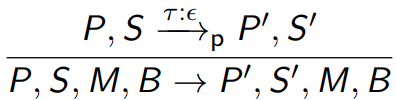 P, S —τ:ϵ→ₚ P′, S′
P, S, M, B → P′, S′, M, B